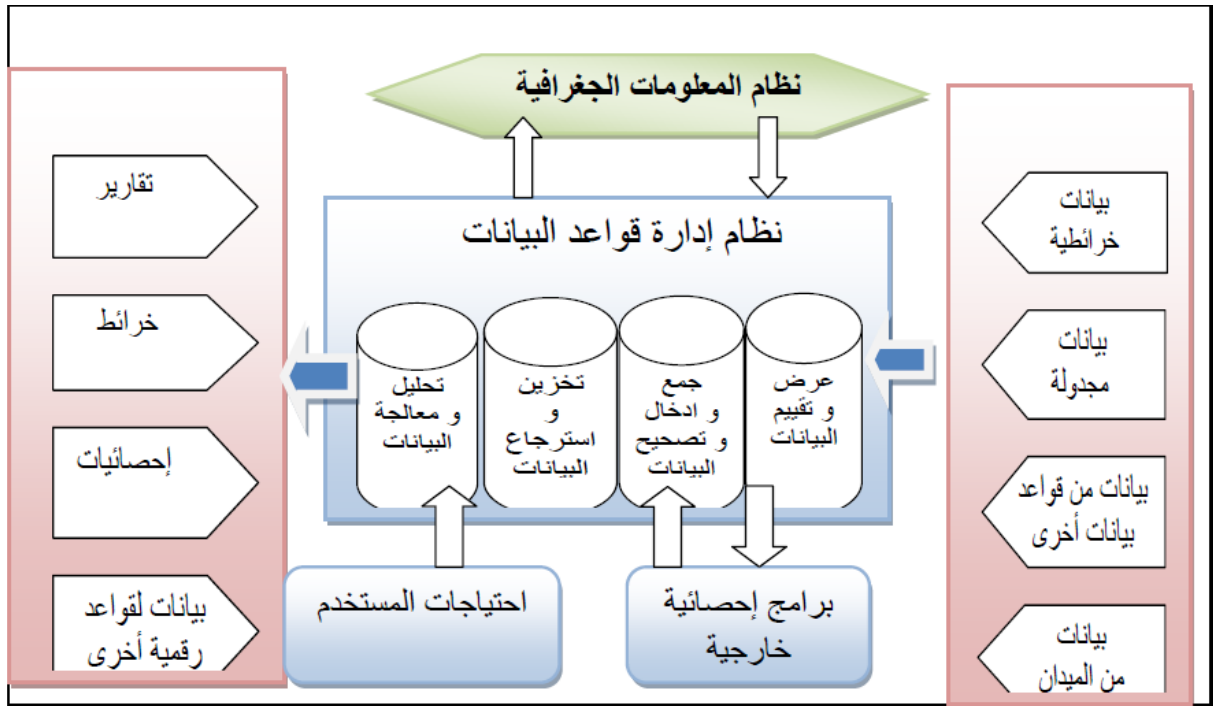 نظام المعلومات الجغرافية
بيانات
خرائطية
بيانات
مجدولة
بيانات من قواعد
بيانات أخرى
بيانات
من الميدان
نظام إدارة قواعد البيانات
عرض
و تقييم
البيانات
جمع
و ادخال
و تصحيح
البيانات
تخزين
و
استرجاع
البيانات
تحليل
و معالجة
البيانات
برامج إحصائية
خارجية
احتياجات المستخدم
تقارير
خرائط
إحصائيات
بيانات لقواعد
رقمية أخرى